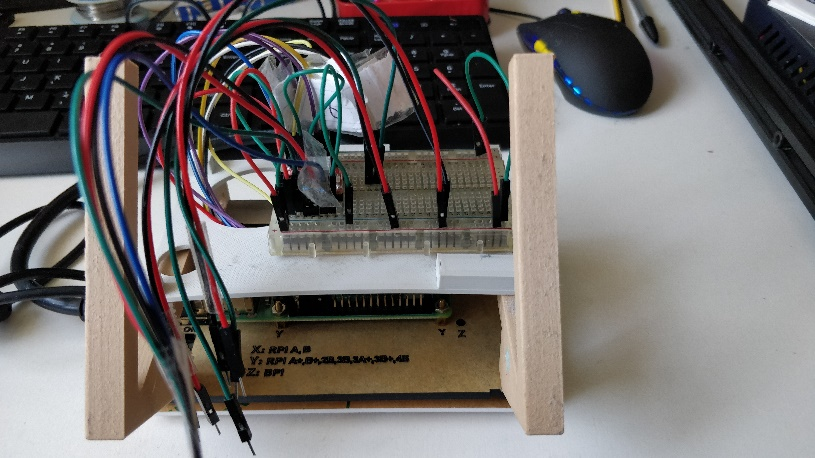 Y
Y Z
X: RPI A,B
Y: RPI A+,B+,2B,3B,3A+,3B+,4B
Z: BPI